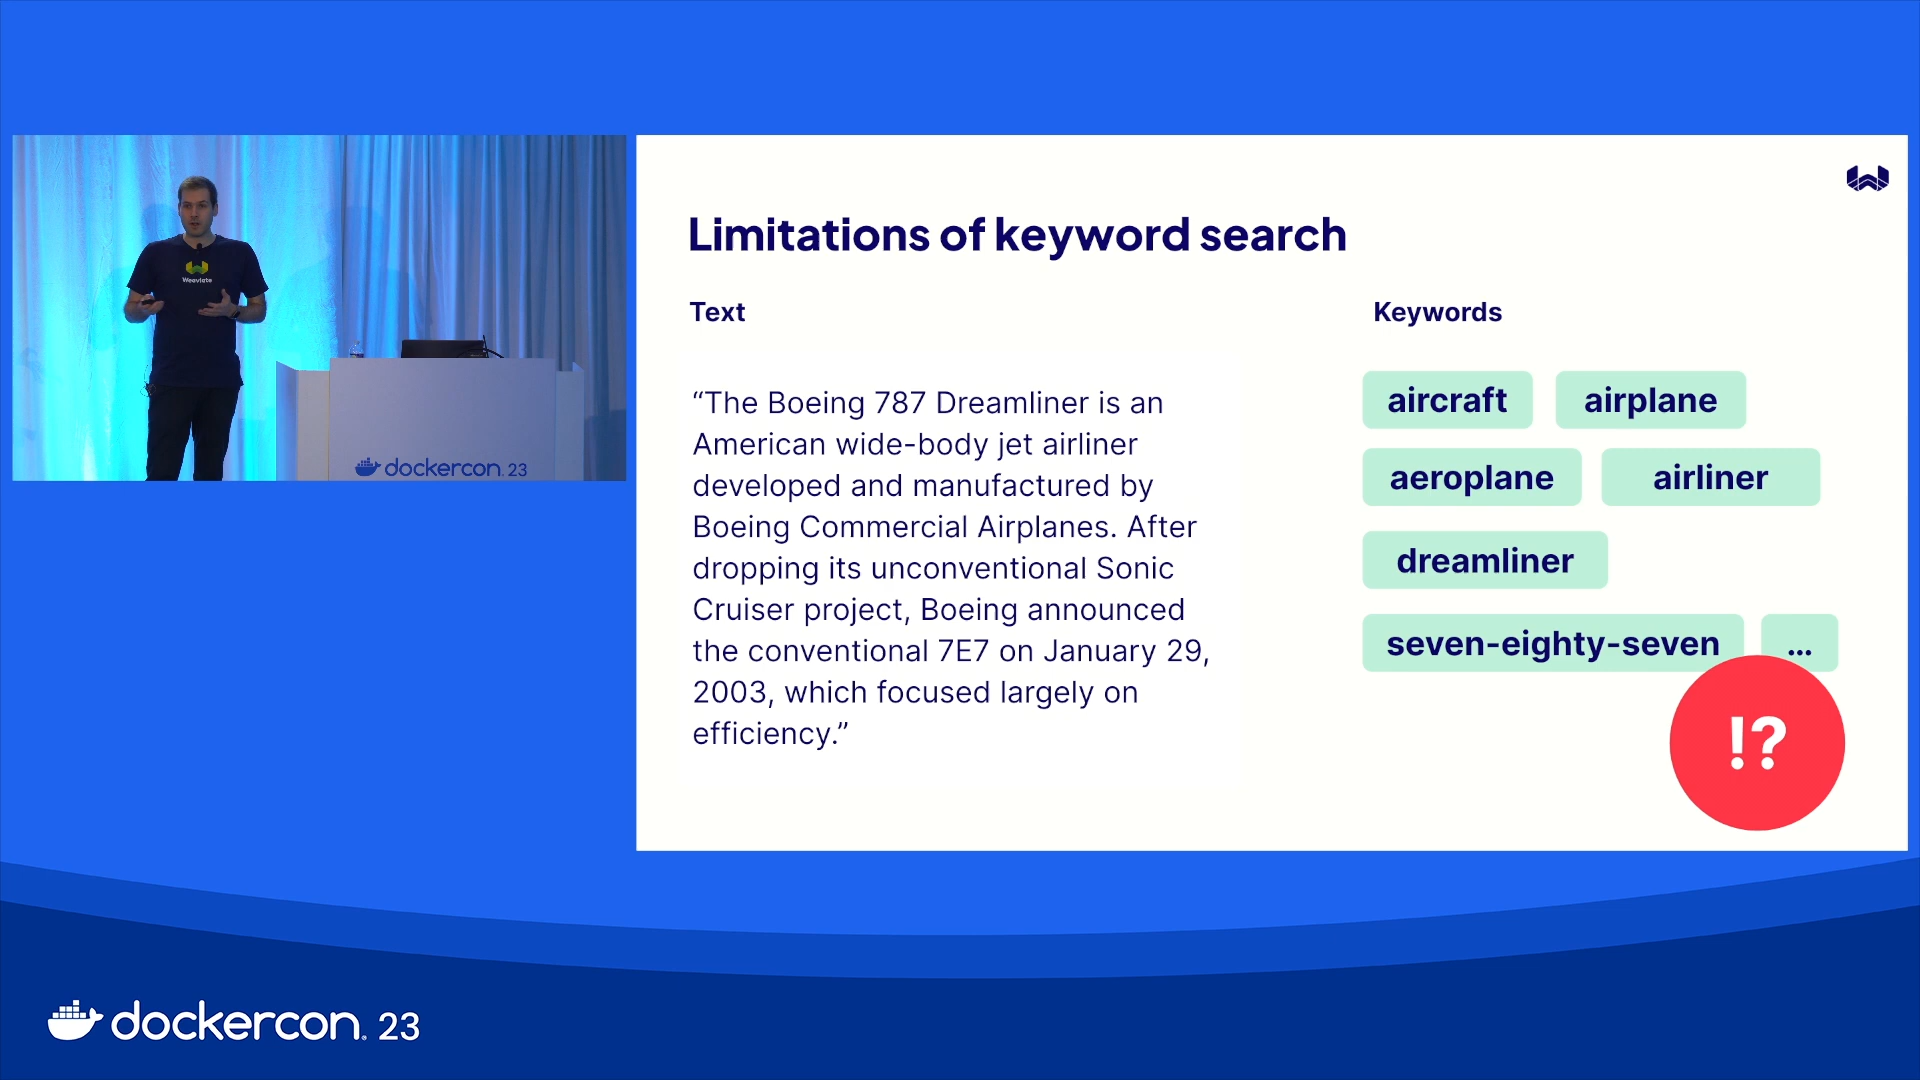 Weaviate
dockercon. 23
Limitations of keyword search
Text
“The Boeing 787 Dreamliner is an
American wide-body jet airliner
developed and manufactured by
Boeing Commercial Airplanes. After
dropping its unconventional Sonic
Cruiser project, Boeing announced
the conventional 7E7 on January 29,
2003, which focused largely on
efficiency.”
Keywords
aircraft airplane
aeroplane airliner
dreamliner
seven-eighty-seven ...
!?
dockercon. 23